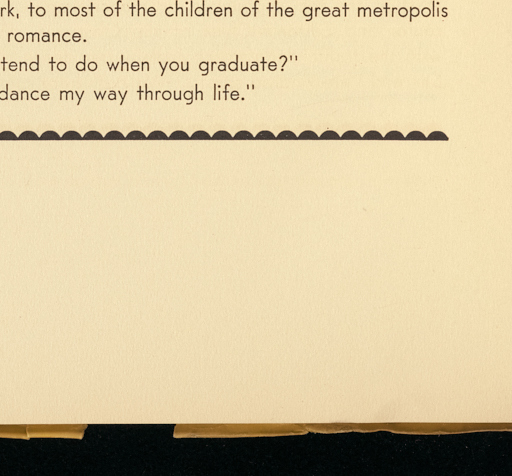 rk, to most of the children of the great metropolis
romance.
tend to do when you graduate?"
dance my way through life."